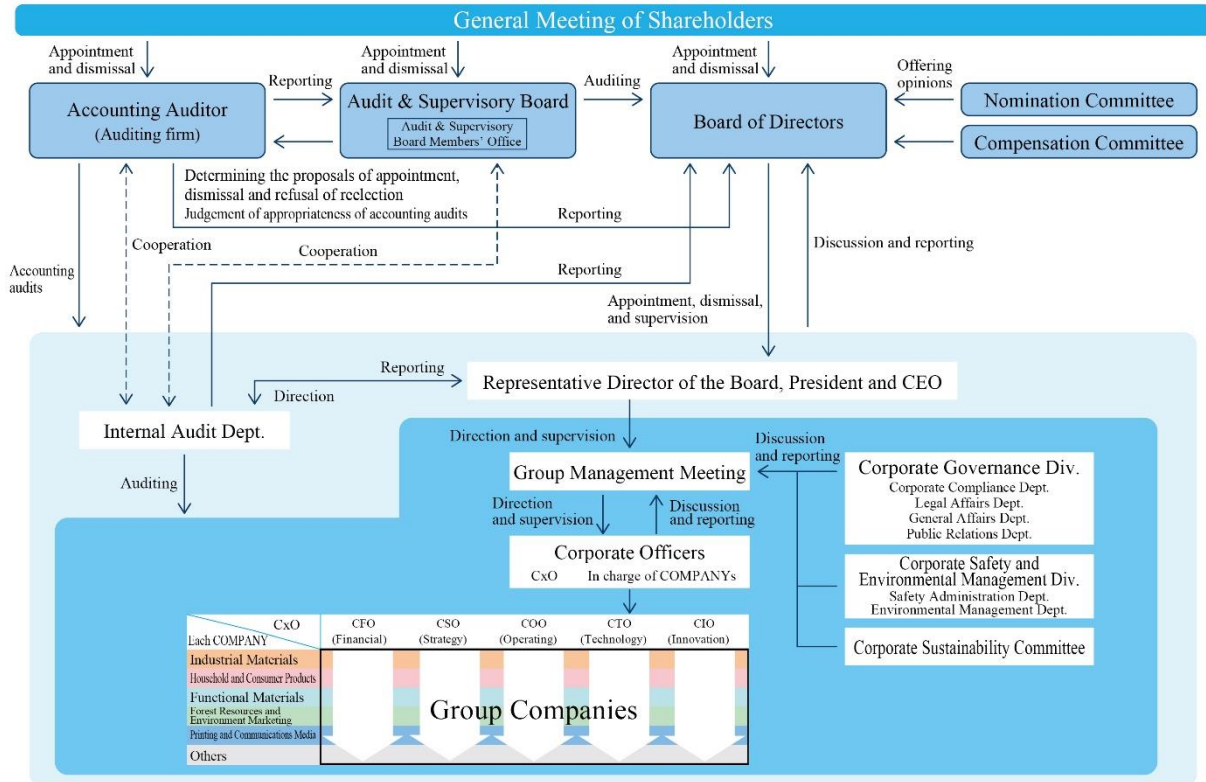 General Meeting of Shareholders
Appointment
and dismissal
Appointment
and dismissal
Appointment
and dismissal
Reporting
Auditing
Offering
opinions
Accounting Auditor
(Auditing firm)
Audit & Supervisory Board
Audit & Supervisory
Board Members' Office
Board of Directors
Nomination Committee
Compensation Committee
Determining the proposals of appointment,
dismissal and refusal of reelection
Judgement of appropriateness of accounting audits
Reporting
Cooperation
Cooperation
Discussion and reporting
Accounting
audits
Reporting
Appointment, dismissal,
and supervision
Reporting
Direction
Representative Director of the Board, President and CEO
Internal Audit Dept.
Direction and supervision
Discussion
and reporting
Auditing
Group Management Meeting
Corporate Governance Div.
Corporate Compliance Dept.
Legal Affairs Dept.
General Affairs Dept.
Public Relations Dept.
Direction
and supervision
Discussion
and reporting
Corporate Officers
CxO In charge of COMPANYs
Corporate Safety and
Environmental Management Div.
Safety Administration Dept.
Environmental Management Dept.
Corporate Sustainability Committee
CxO
Lach COMPANY
CFO
(Financial)
CSO
(Strategy)
COO
(Operating)
CTO
(Technology)
CIO
(Innovation)
Industrial Materials
Household and Consumer Products
Functional Materials
Forest Resources and
Environment Marketing
Printing and Communications Media
Others
Group Companies